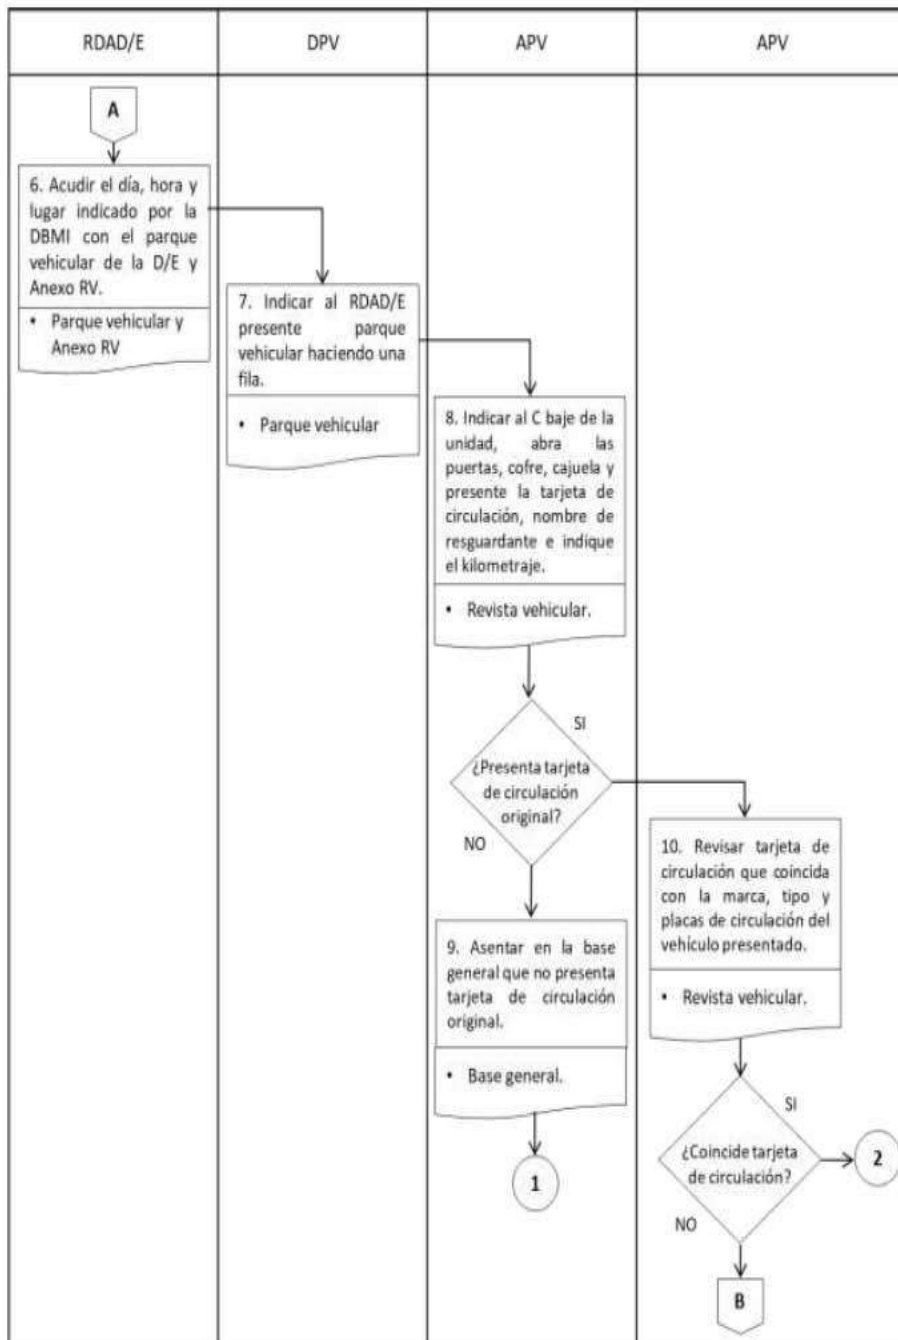 RDAD/E
DPV
APV
APV
A
6. Acudir el día, hora y
lugar indicado por la
DBMI con el parque
vehicular de la D/E y
Anexo RV.
• Parque vehicular y
Anexo RV
7. Indicar al RDAD/E
presente parque
vehicular haciendo una
fila.
• Parque vehicular
8. Indicar al C baje de la
unidad, abra las
puertas, cofre, cajuela y
presente la tarjeta de
circulación, nombre de
resguardante e indique
el kilometraje.
• Revista vehicular.
SI
¿Presenta tarjeta
de circulación
original?
NO
9. Asentar en la base
general que no presenta
tarjeta de circulación
original.
• Base general.
1
10. Revisar tarjeta de
circulación que coincida
con la marca, tipo y
placas de circulación del
vehículo presentado.
• Revista vehicular.
SI
¿Coincide tarjeta
de circulación?
2
NO
B